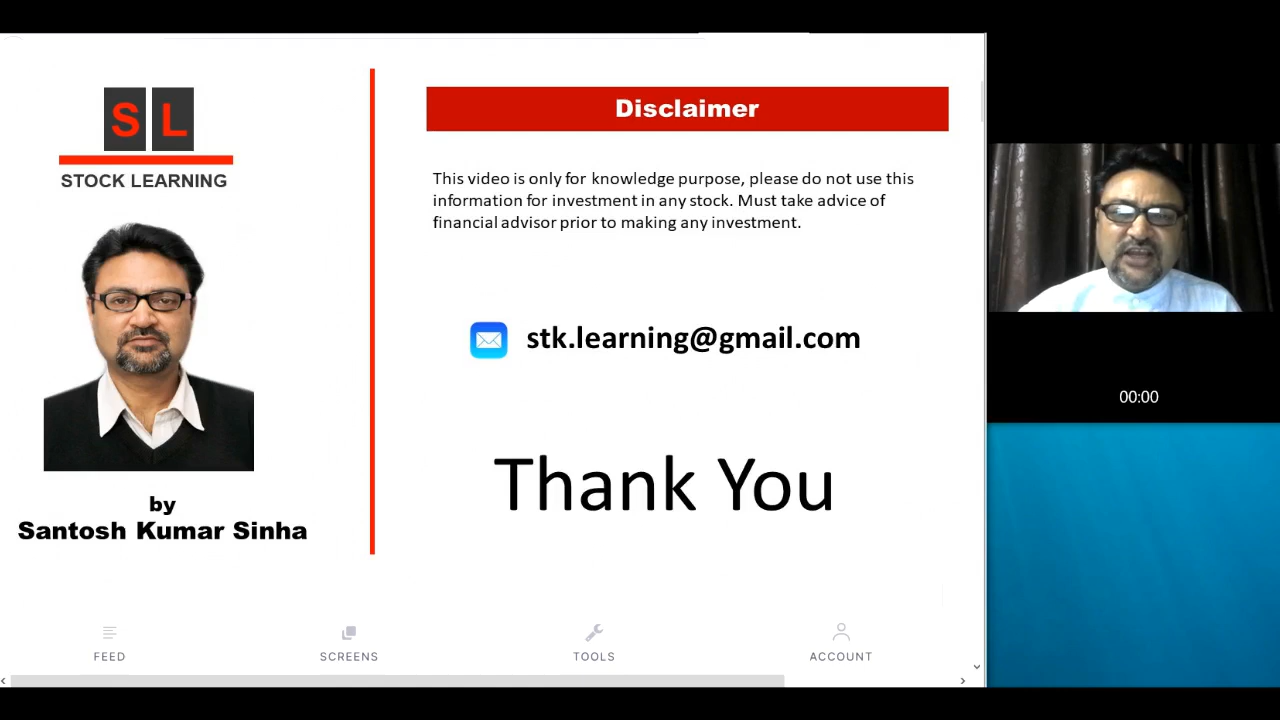 S L
STOCK LEARNING
by
Santosh Kumar Sinha
Disclaimer
This video is only for knowledge purpose, please do not use this
information for investment in any stock. Must take advice of
financial advisor prior to making any investment.
stk.learning@gmail.com
Thank You
FEED
SCREENS
TOOLS
ACCOUNT
00:00